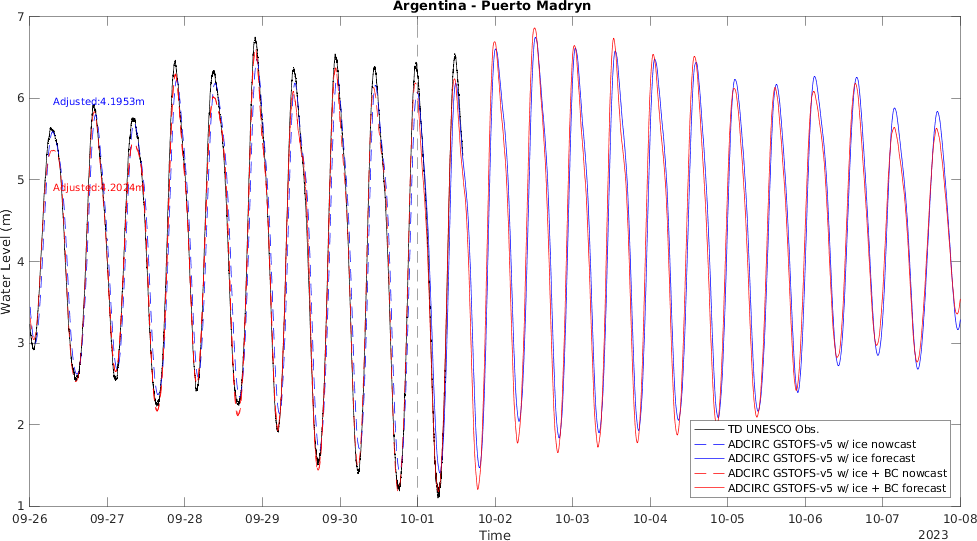 Argentina - Puerto Madryn
7
6
5
4
3
2
1
Water Level (m)
Adjusted:4.1953m
Adjusted:4.2024m
TD UNESCO Obs.
ADCIRC GSTOFS-v5 w/ ice nowcast
ADCIRC GSTOFS-v5 w/ ice forecast
ADCIRC GSTOFS-v5 w/ ice + BC nowcast
ADCIRC GSTOFS-v5 w/ ice + BC forecast
09-26 09-27 09-28 09-29 09-30 10-01 10-02 10-03 10-04 10-05 10-06 10-07 10-08
Time
2023